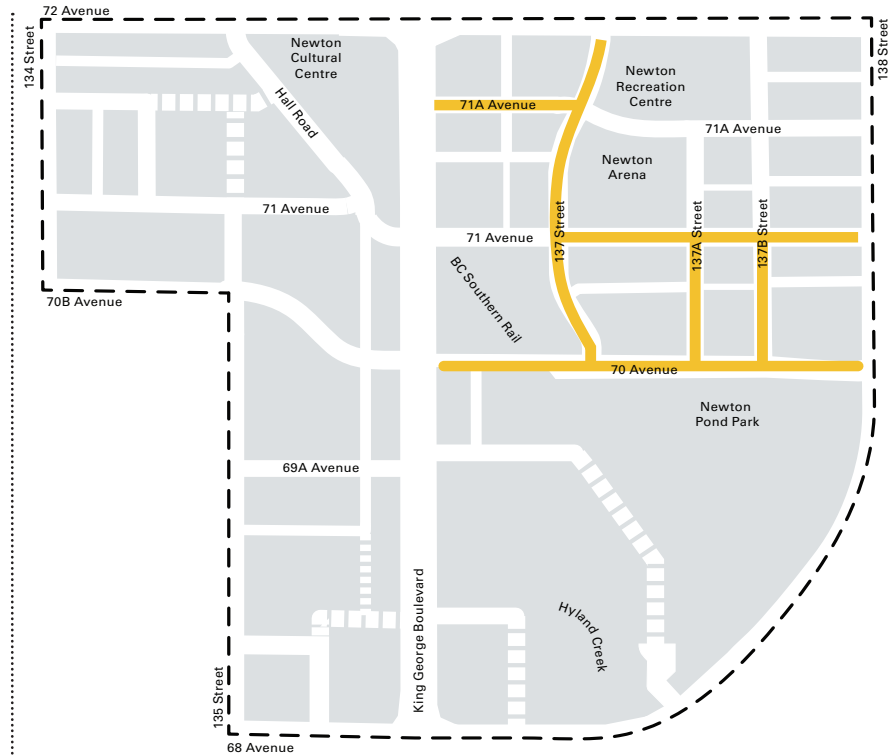 72 Avenue
134 Street
138 Street
Newton
Cultural
Centre
Newton
Recreation
Centre
Hall Road
71A Avenue
71A Avenue
Newton
Arena
71 Avenue
71 Avenue
137 Street
137A Street
137B Street
BC Southern Rail
70B Avenue
70 Avenue
Newton
Pond Park
69A Avenue
King George Boulevard
Hyland Creek
135 Street
68 Avenue